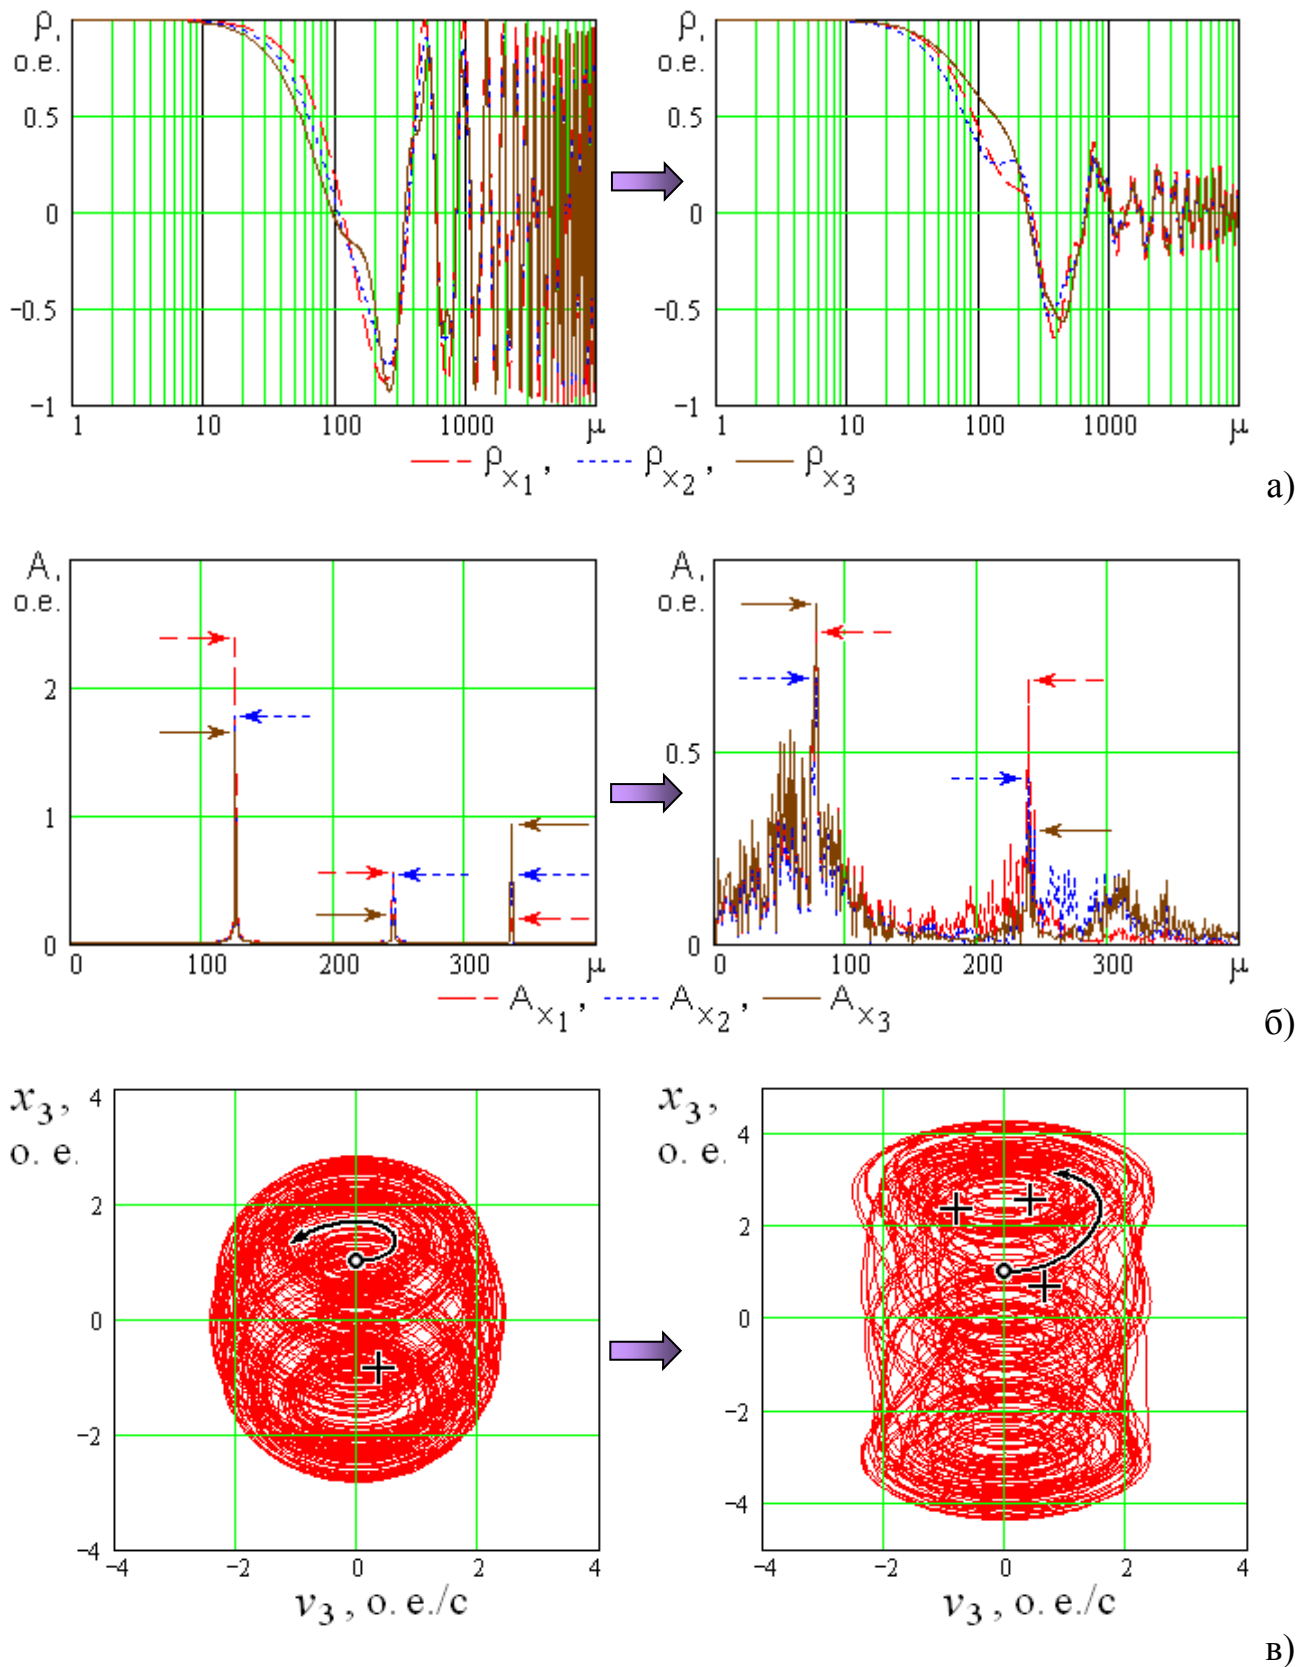 ρ, о.е. 0.5 0 −0.5 −1
1 10 100 1000 μ
ρ, о.е. 0.5 0 −0.5 −1
1 10 100 1000 μ
ρx1, ρx2, ρx3
а)
A, о.е. 2 1 0
0 100 200 300 μ
A, о.е. 0.5 0
0 100 200 300 μ
Ax1, Ax2, Ax3
б)
x3, о. е. 4 2 0 −2 −4
−4 −2 0 2 4
v3, о. е./с
x3, о. е. 4 2 0 −2 −4
−4 −2 0 2 4
v3, о. е./с
в)